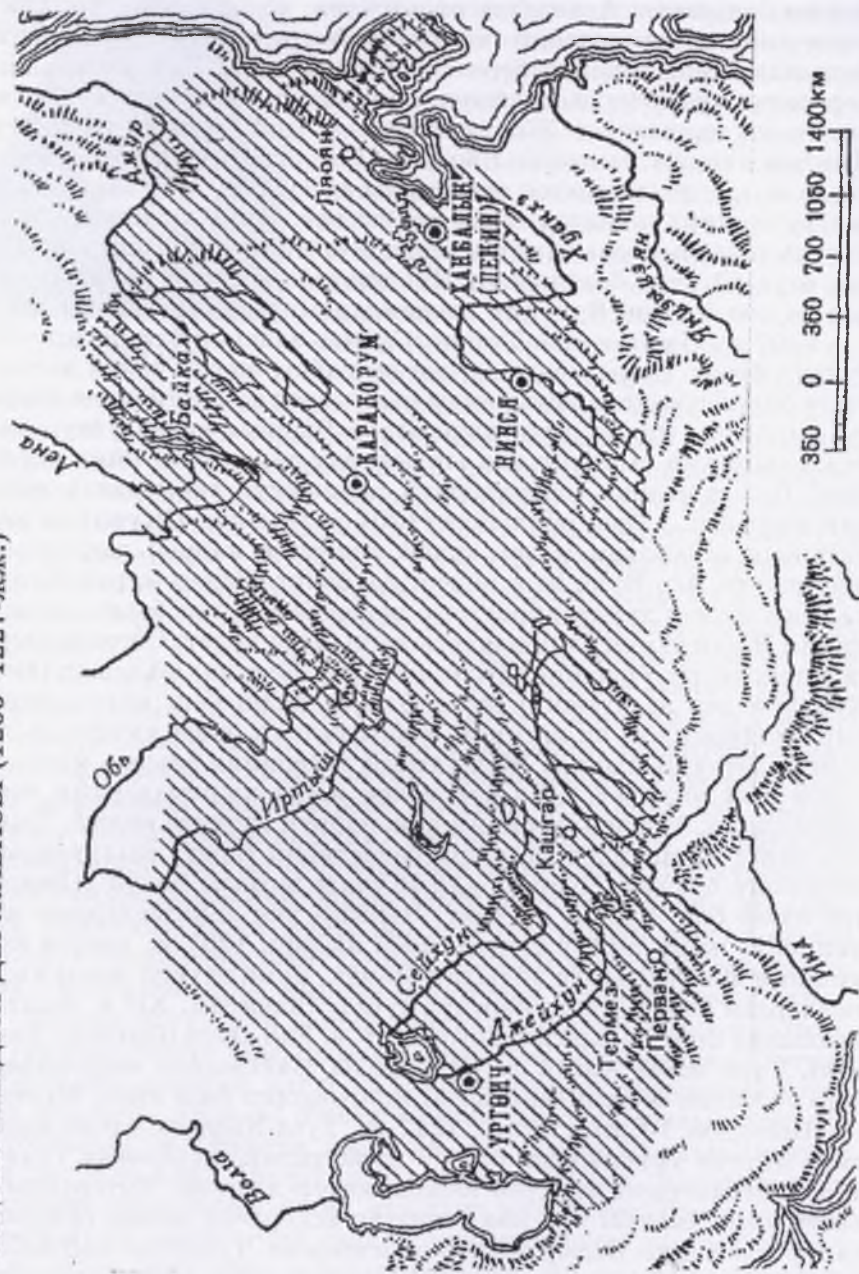 Амур
Ляоян
ХАНБАЛЫК
(ПЕКИН)
Хуанхэ
Янцзыцзян
Лена
Байкал
КАРАКОРУМ
НИНСЯ
Обь
Иртыш
Кашгар
Сейхун
Джейхун
Термез
Перван
Инд
УРГЕНЧ
Волга
350 0 350 700 1050 1400км